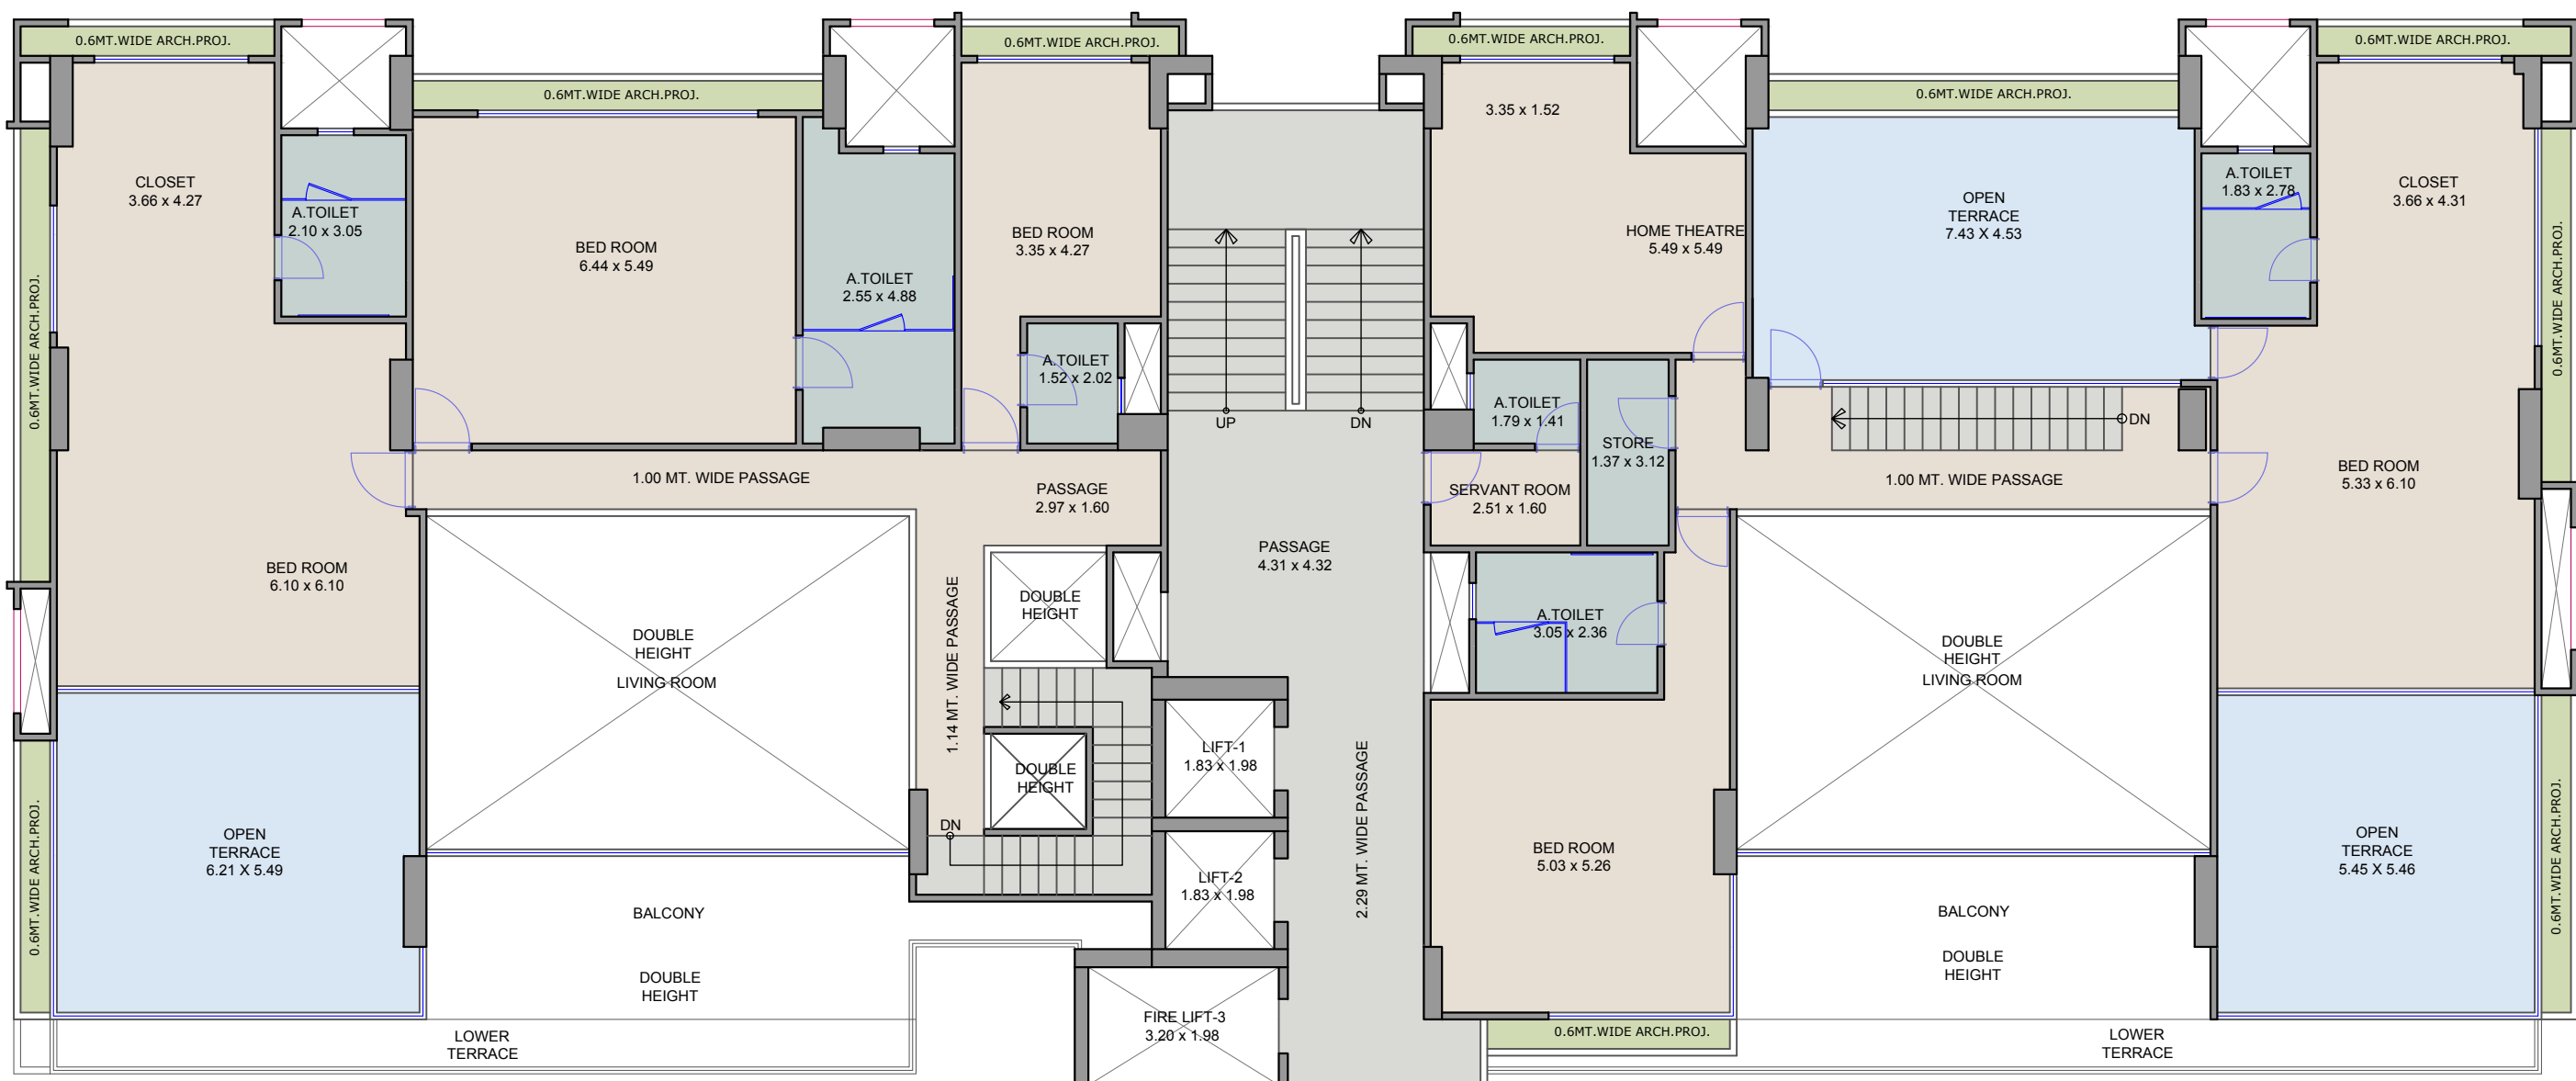 0.6MT.WIDE ARCH.PROJ.
0.6MT.WIDE ARCH.PROJ.
0.6MT.WIDE ARCH.PROJ.
0.6MT.WIDE ARCH.PROJ.
0.6MT.WIDE ARCH.PROJ.
0.6MT.WIDE ARCH.PROJ.
3.35 x 1.52
CLOSET
3.66 x 4.27
A.TOILET
2.10 x 3.05
BED ROOM
6.44 x 5.49
A.TOILET
2.55 x 4.88
BED ROOM
3.35 x 4.27
HOME THEATRE
5.49 x 5.49
OPEN
TERRACE
7.43 X 4.53
A.TOILET
1.83 x 2.78
CLOSET
3.66 x 4.31
0.6MT.WIDE ARCH.PROJ.
0.6MT.WIDE ARCH.PROJ.
A.TOILET
1.52 x 2.02
UP
DN
A.TOILET
1.79 x 1.41
STORE
1.37 x 3.12
DN
1.00 MT. WIDE PASSAGE
PASSAGE
2.97 x 1.60
SERVANT ROOM
2.51 x 1.60
1.00 MT. WIDE PASSAGE
BED ROOM
5.33 x 6.10
PASSAGE
4.31 x 4.32
BED ROOM
6.10 x 6.10
DOUBLE
HEIGHT
1.14 MT. WIDE PASSAGE
A.TOILET
3.05 x 2.36
DOUBLE
HEIGHT
LIVING ROOM
DOUBLE
HEIGHT
LIVING ROOM
LIFT-1
1.83 x 1.98
DOUBLE
HEIGHT
DN
OPEN
TERRACE
6.21 X 5.49
0.6MT.WIDE ARCH.PROJ.
2.29 MT. WIDE PASSAGE
BED ROOM
5.03 x 5.26
OPEN
TERRACE
5.45 X 5.46
0.6MT.WIDE ARCH.PROJ.
LIFT-2
1.83 x 1.98
BALCONY
DOUBLE
HEIGHT
BALCONY
DOUBLE
HEIGHT
FIRE LIFT-3
3.20 x 1.98
0.6MT.WIDE ARCH.PROJ.
LOWER
TERRACE
LOWER
TERRACE